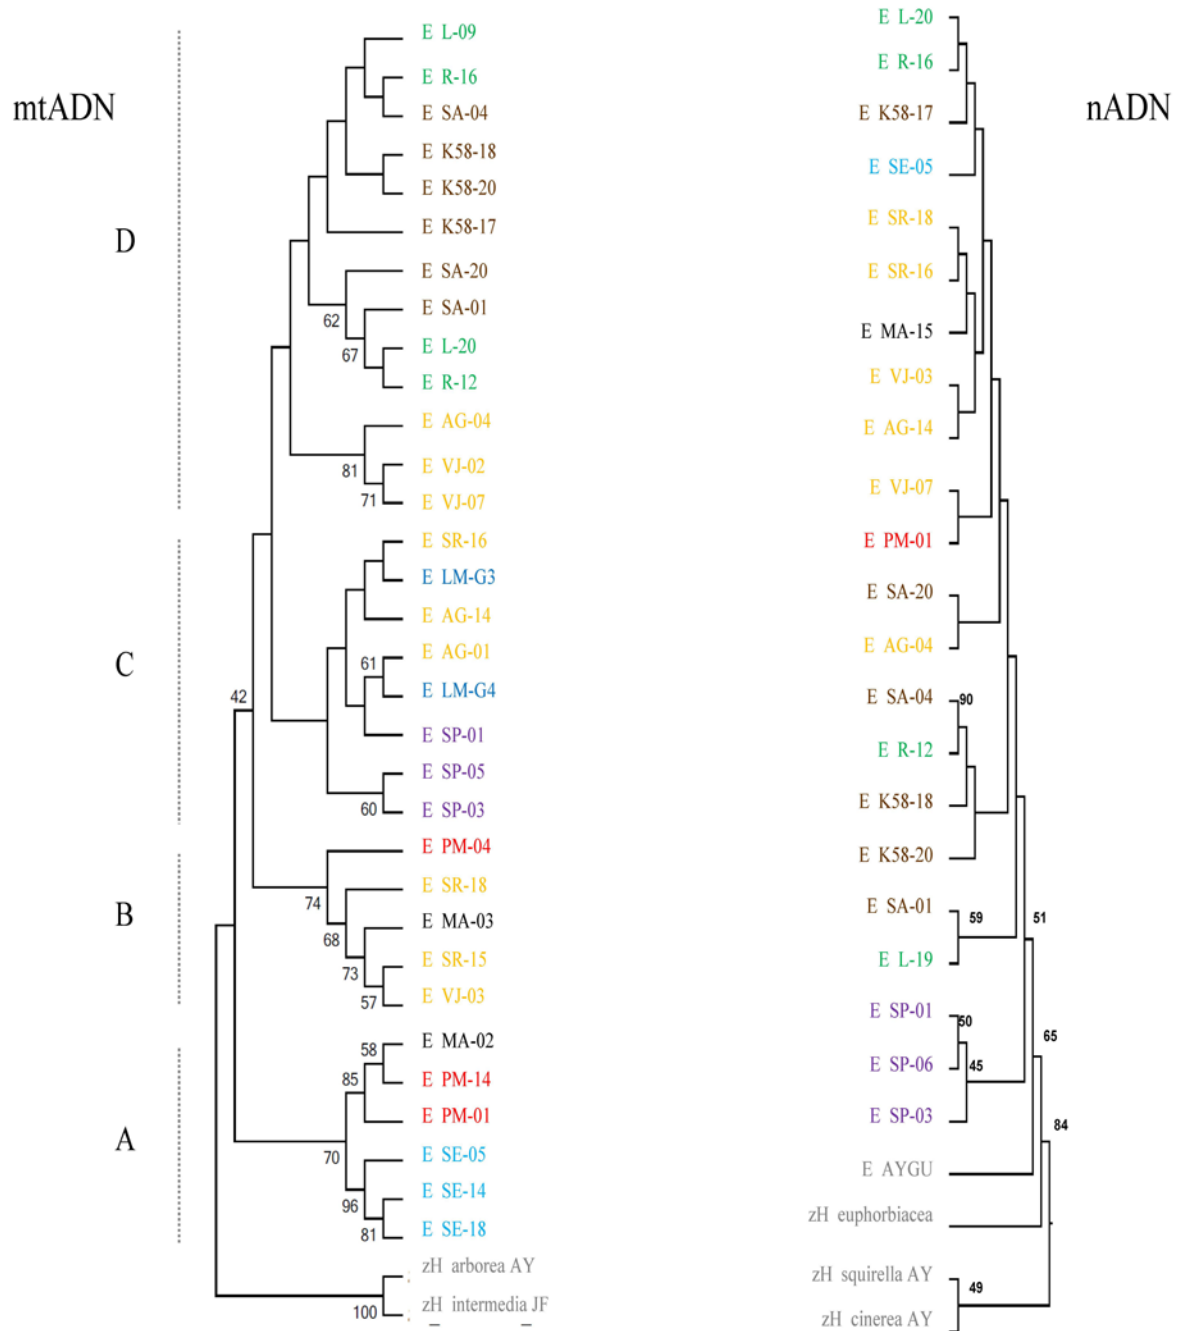 mtADN
D
C
B
A
E L-09
E R-16
E SA-04
E K58-18
E K58-20
E K58-17
E SA-20
E SA-01
E L-20
E R-12
E AG-04
E VJ-02
E VJ-07
E SR-16
E LM-G3
E AG-14
E AG-01
E LM-G4
E SP-01
E SP-05
E SP-03
E PM-04
E SR-18
E MA-03
E SR-15
E VJ-03
E MA-02
E PM-14
E PM-01
E SE-05
E SE-14
E SE-18
zH arborea AY
zH intermedia JF
62
67
81
71
61
42
60
74
68
73
57
58
85
70
96
81
100
nADN
E L-20
E R-16
E K58-17
E SE-05
E SR-18
E SR-16
E MA-15
E VJ-03
E AG-14
E VJ-07
E PM-01
E SA-20
E AG-04
E SA-04
E R-12
E K58-18
E K58-20
E SA-01
E L-19
E SP-01
E SP-06
E SP-03
E AYGU
zH euphorbiacea
zH squirella AY
zH cinerea AY
90
59
51
50
45
65
84
49